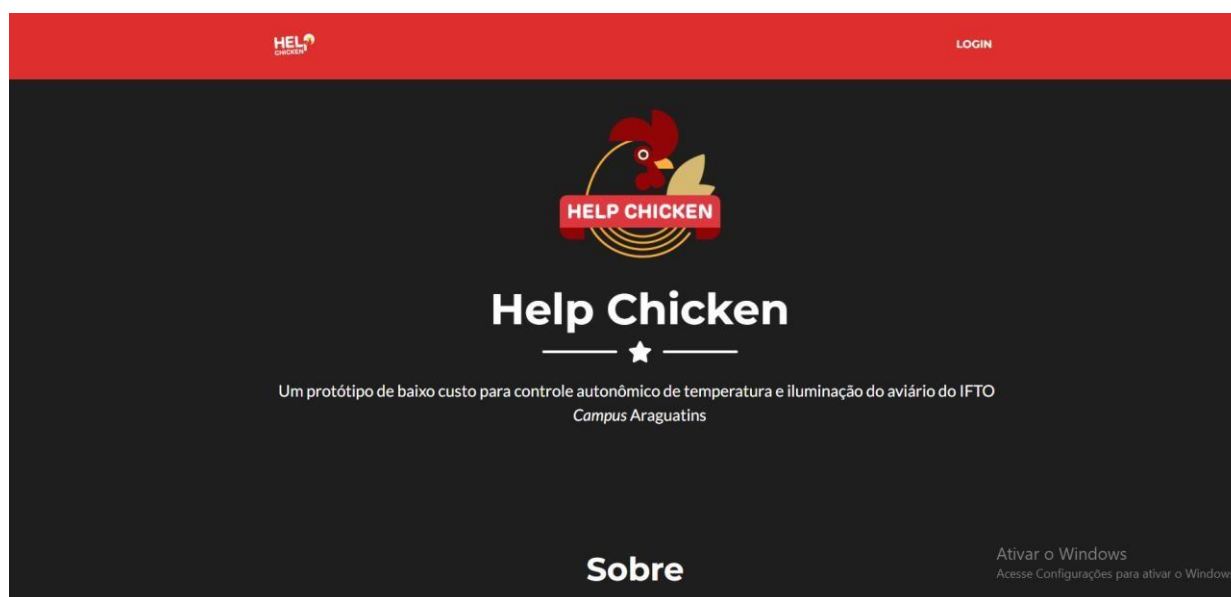 HELP
CHICKEN
LOGIN
HELP CHICKEN
Help Chicken
Um protótipo de baixo custo para controle autonômico de temperatura e iluminação do aviário do IFTO
Campus Araguatins
Sobre
Ativar o Windows
Acesse Configurações para ativar o Windows